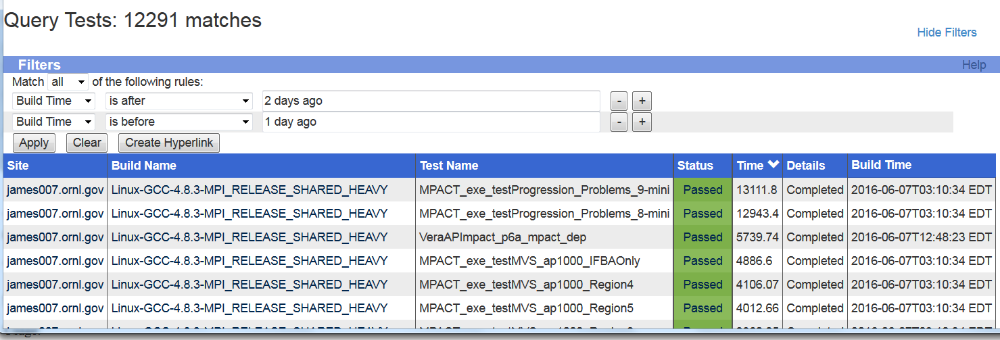 Query Tests: 12291 matches
Hide Filters
Filters Help
Match all of the following rules:
Build Time is after 2 days ago - +
Build Time is before 1 day ago - +
Apply Clear Create Hyperlink
Site Build Name Test Name Status Time Details Build Time
james007.ornl.gov Linux-GCC-4.8.3-MPI_RELEASE_SHARED_HEAVY MPACT_exe_testProgression_Problems_9-mini Passed 13111.8 Completed 2016-06-07T03:10:34 EDT
james007.ornl.gov Linux-GCC-4.8.3-MPI_RELEASE_SHARED_HEAVY MPACT_exe_testProgression_Problems_8-mini Passed 12943.4 Completed 2016-06-07T03:10:34 EDT
james007.ornl.gov Linux-GCC-4.8.3-MPI_RELEASE_SHARED_HEAVY VeraAPImpact_p6a_mpact_dep Passed 5739.74 Completed 2016-06-07T12:48:23 EDT
james007.ornl.gov Linux-GCC-4.8.3-MPI_RELEASE_SHARED_HEAVY MPACT_exe_testMVS_ap1000_IFBAOnly Passed 4886.6 Completed 2016-06-07T03:10:34 EDT
james007.ornl.gov Linux-GCC-4.8.3-MPI_RELEASE_SHARED_HEAVY MPACT_exe_testMVS_ap1000_Region4 Passed 4106.07 Completed 2016-06-07T03:10:34 EDT
james007.ornl.gov Linux-GCC-4.8.3-MPI_RELEASE_SHARED_HEAVY MPACT_exe_testMVS_ap1000_Region5 Passed 4012.66 Completed 2016-06-07T03:10:34 EDT